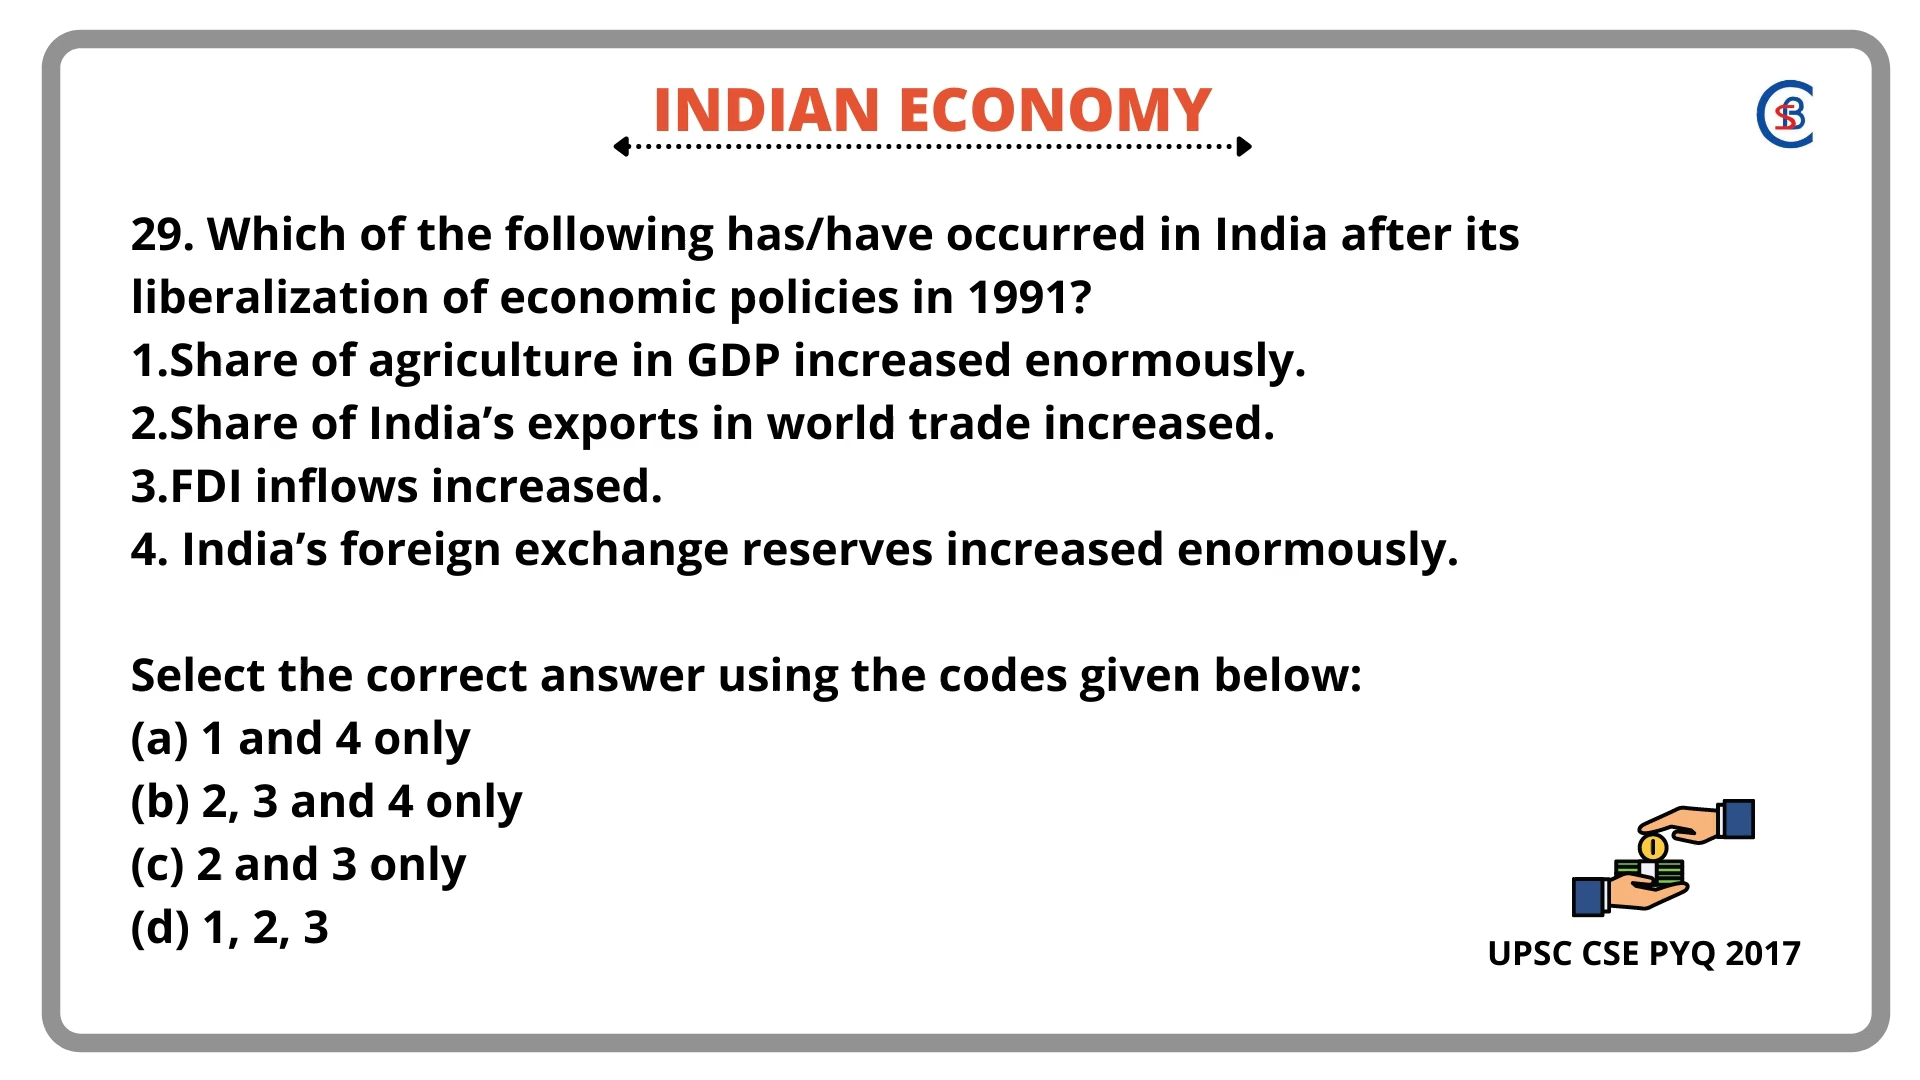 INDIAN ECONOMY
29. Which of the following has/have occurred in India after its
liberalization of economic policies in 1991?
1.Share of agriculture in GDP increased enormously.
2.Share of India’s exports in world trade increased.
3.FDI inflows increased.
4. India’s foreign exchange reserves increased enormously.
Select the correct answer using the codes given below:
(a) 1 and 4 only
(b) 2, 3 and 4 only
(c) 2 and 3 only
(d) 1, 2, 3
UPSC CSE PYQ 2017